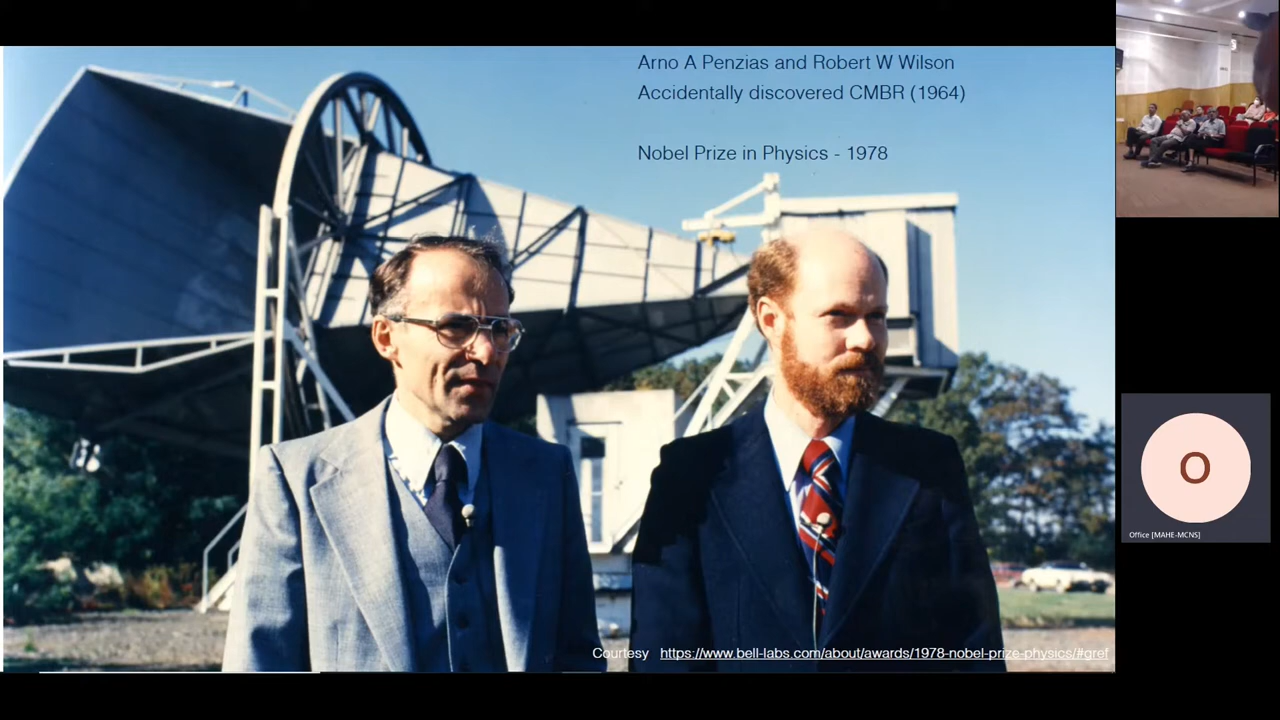 Arno A Penzias and Robert W Wilson
Accidentally discovered CMBR (1964)
Nobel Prize in Physics - 1978
Courtesy https://www.bell-labs.com/about/awards/1978-nobel-prize-physics/#gref
O
Office [MAHE-MCNS]